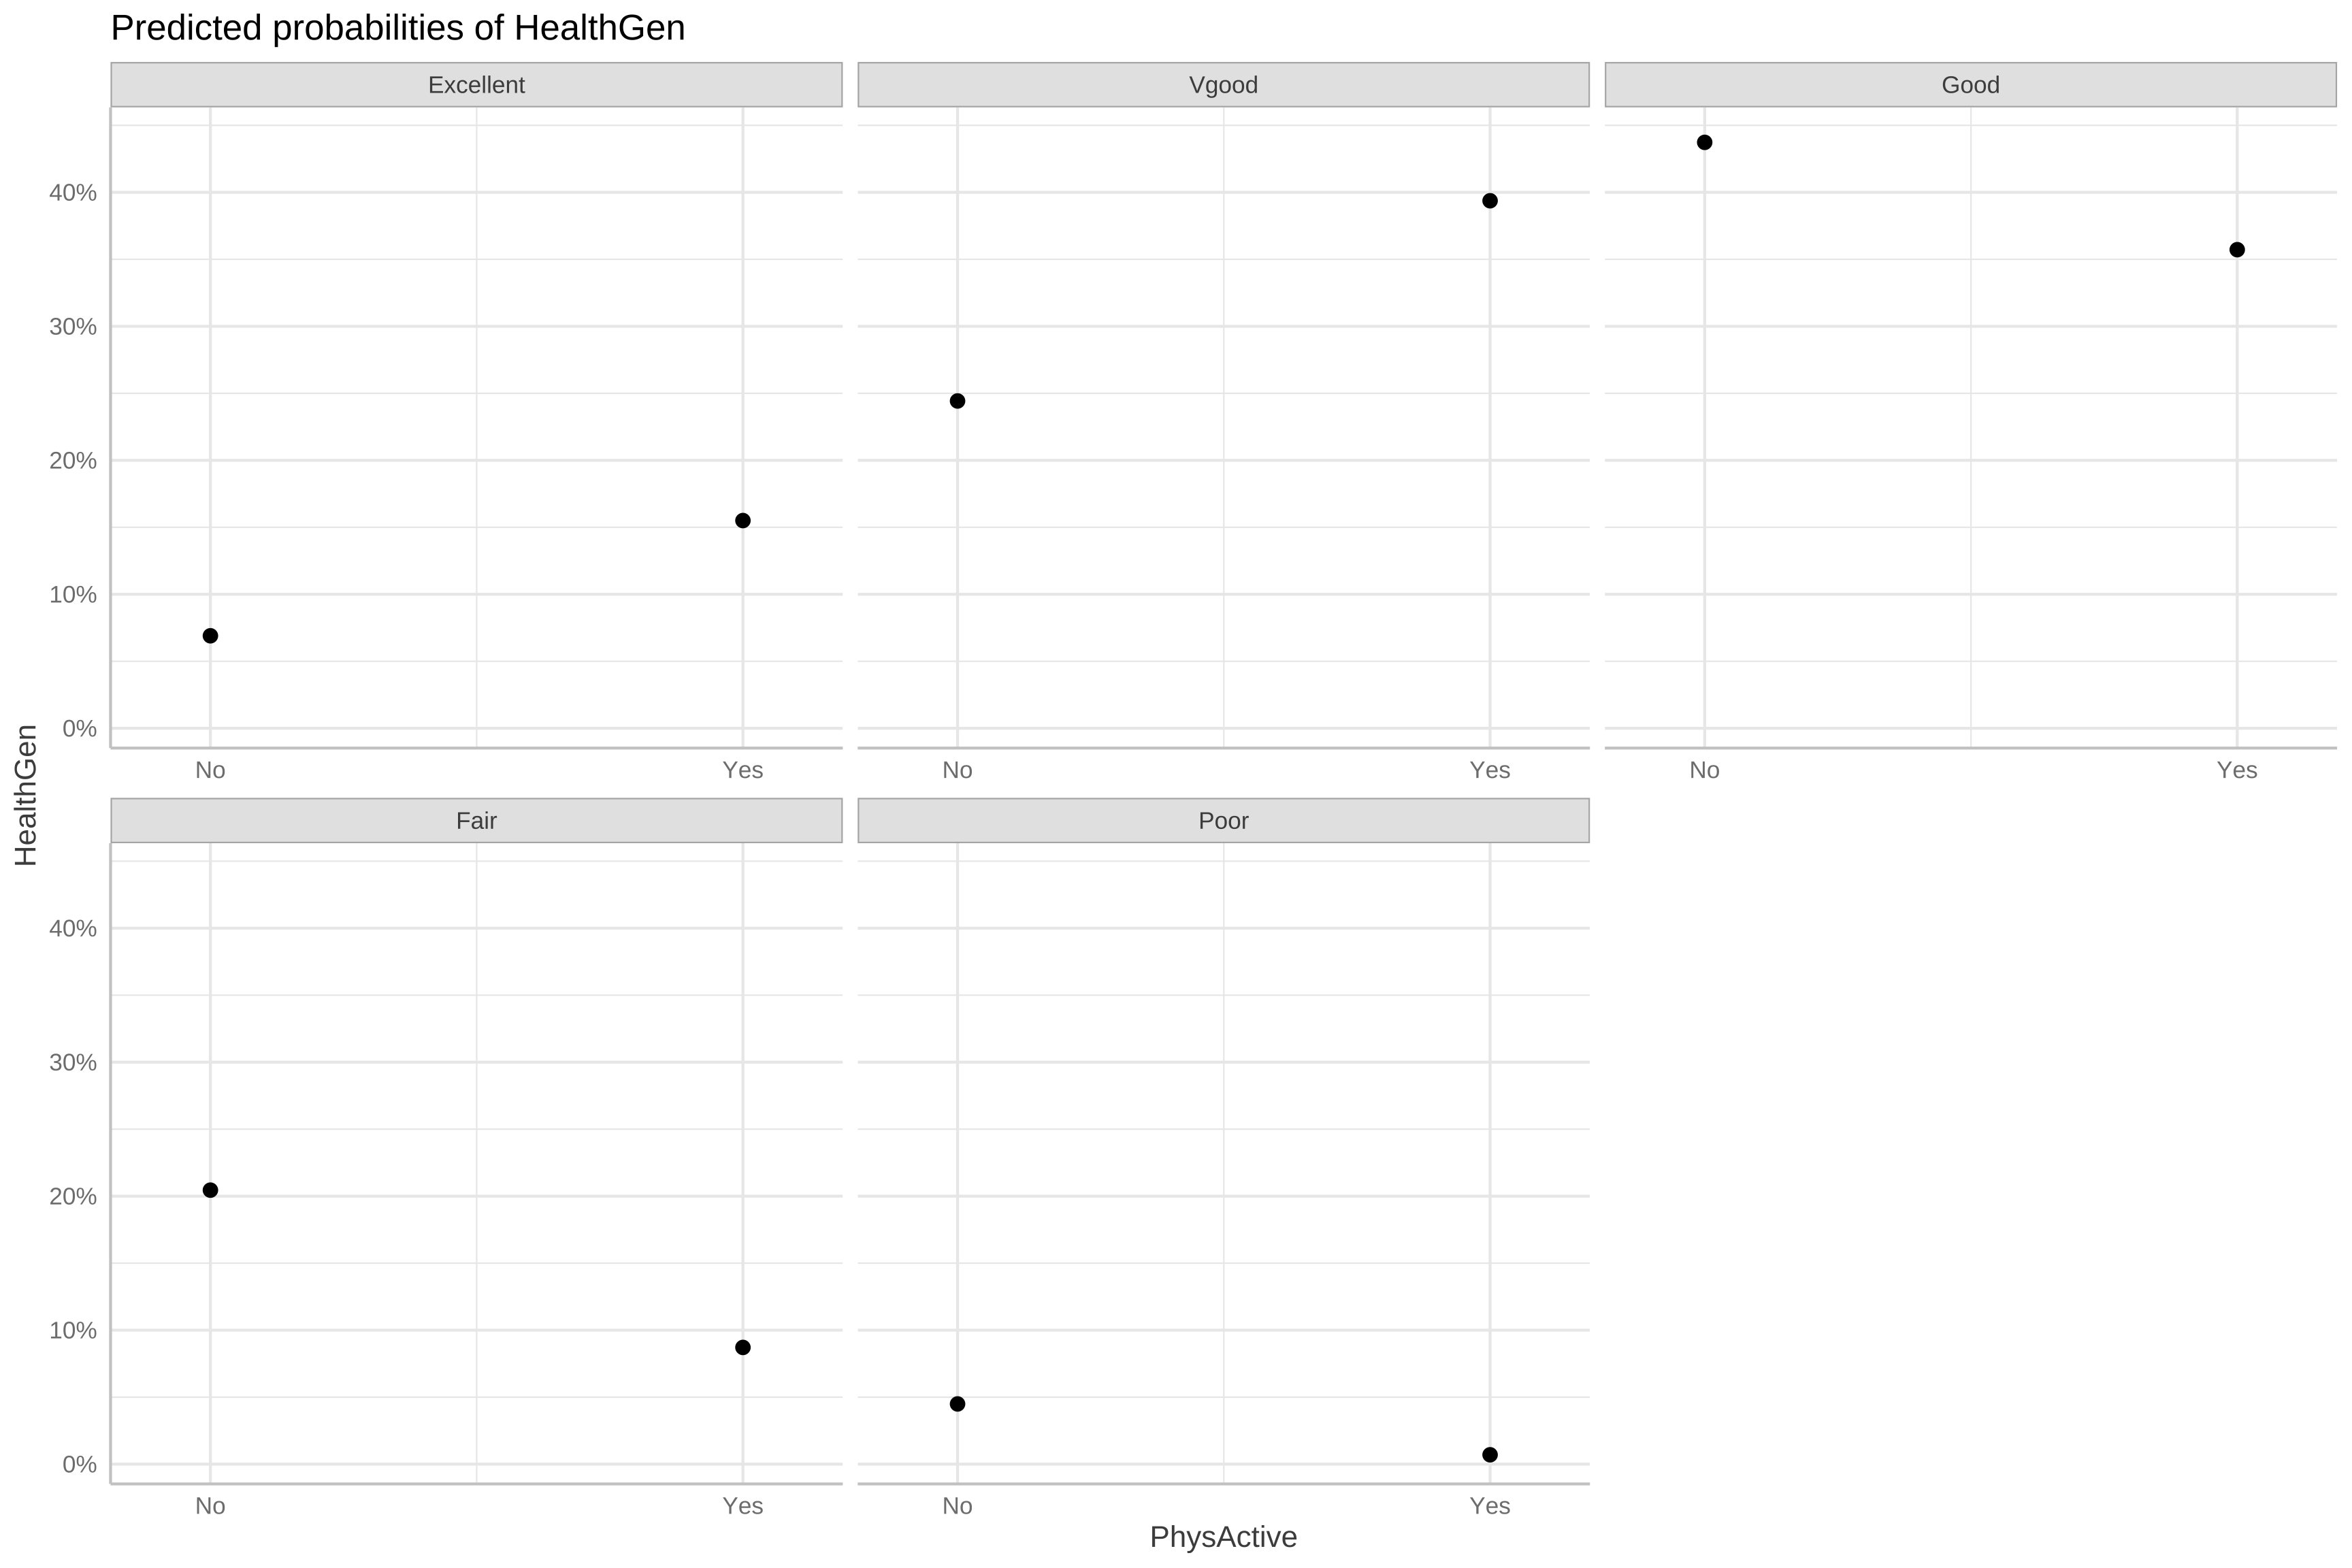 Predicted probabilities of HealthGen
Excellent
Vgood
Good
40%
30%
20%
10%
0%
No
Yes
No
Yes
No
Yes
HealthGen
Fair
Poor
40%
30%
20%
10%
0%
No
Yes
No
Yes
PhysActive